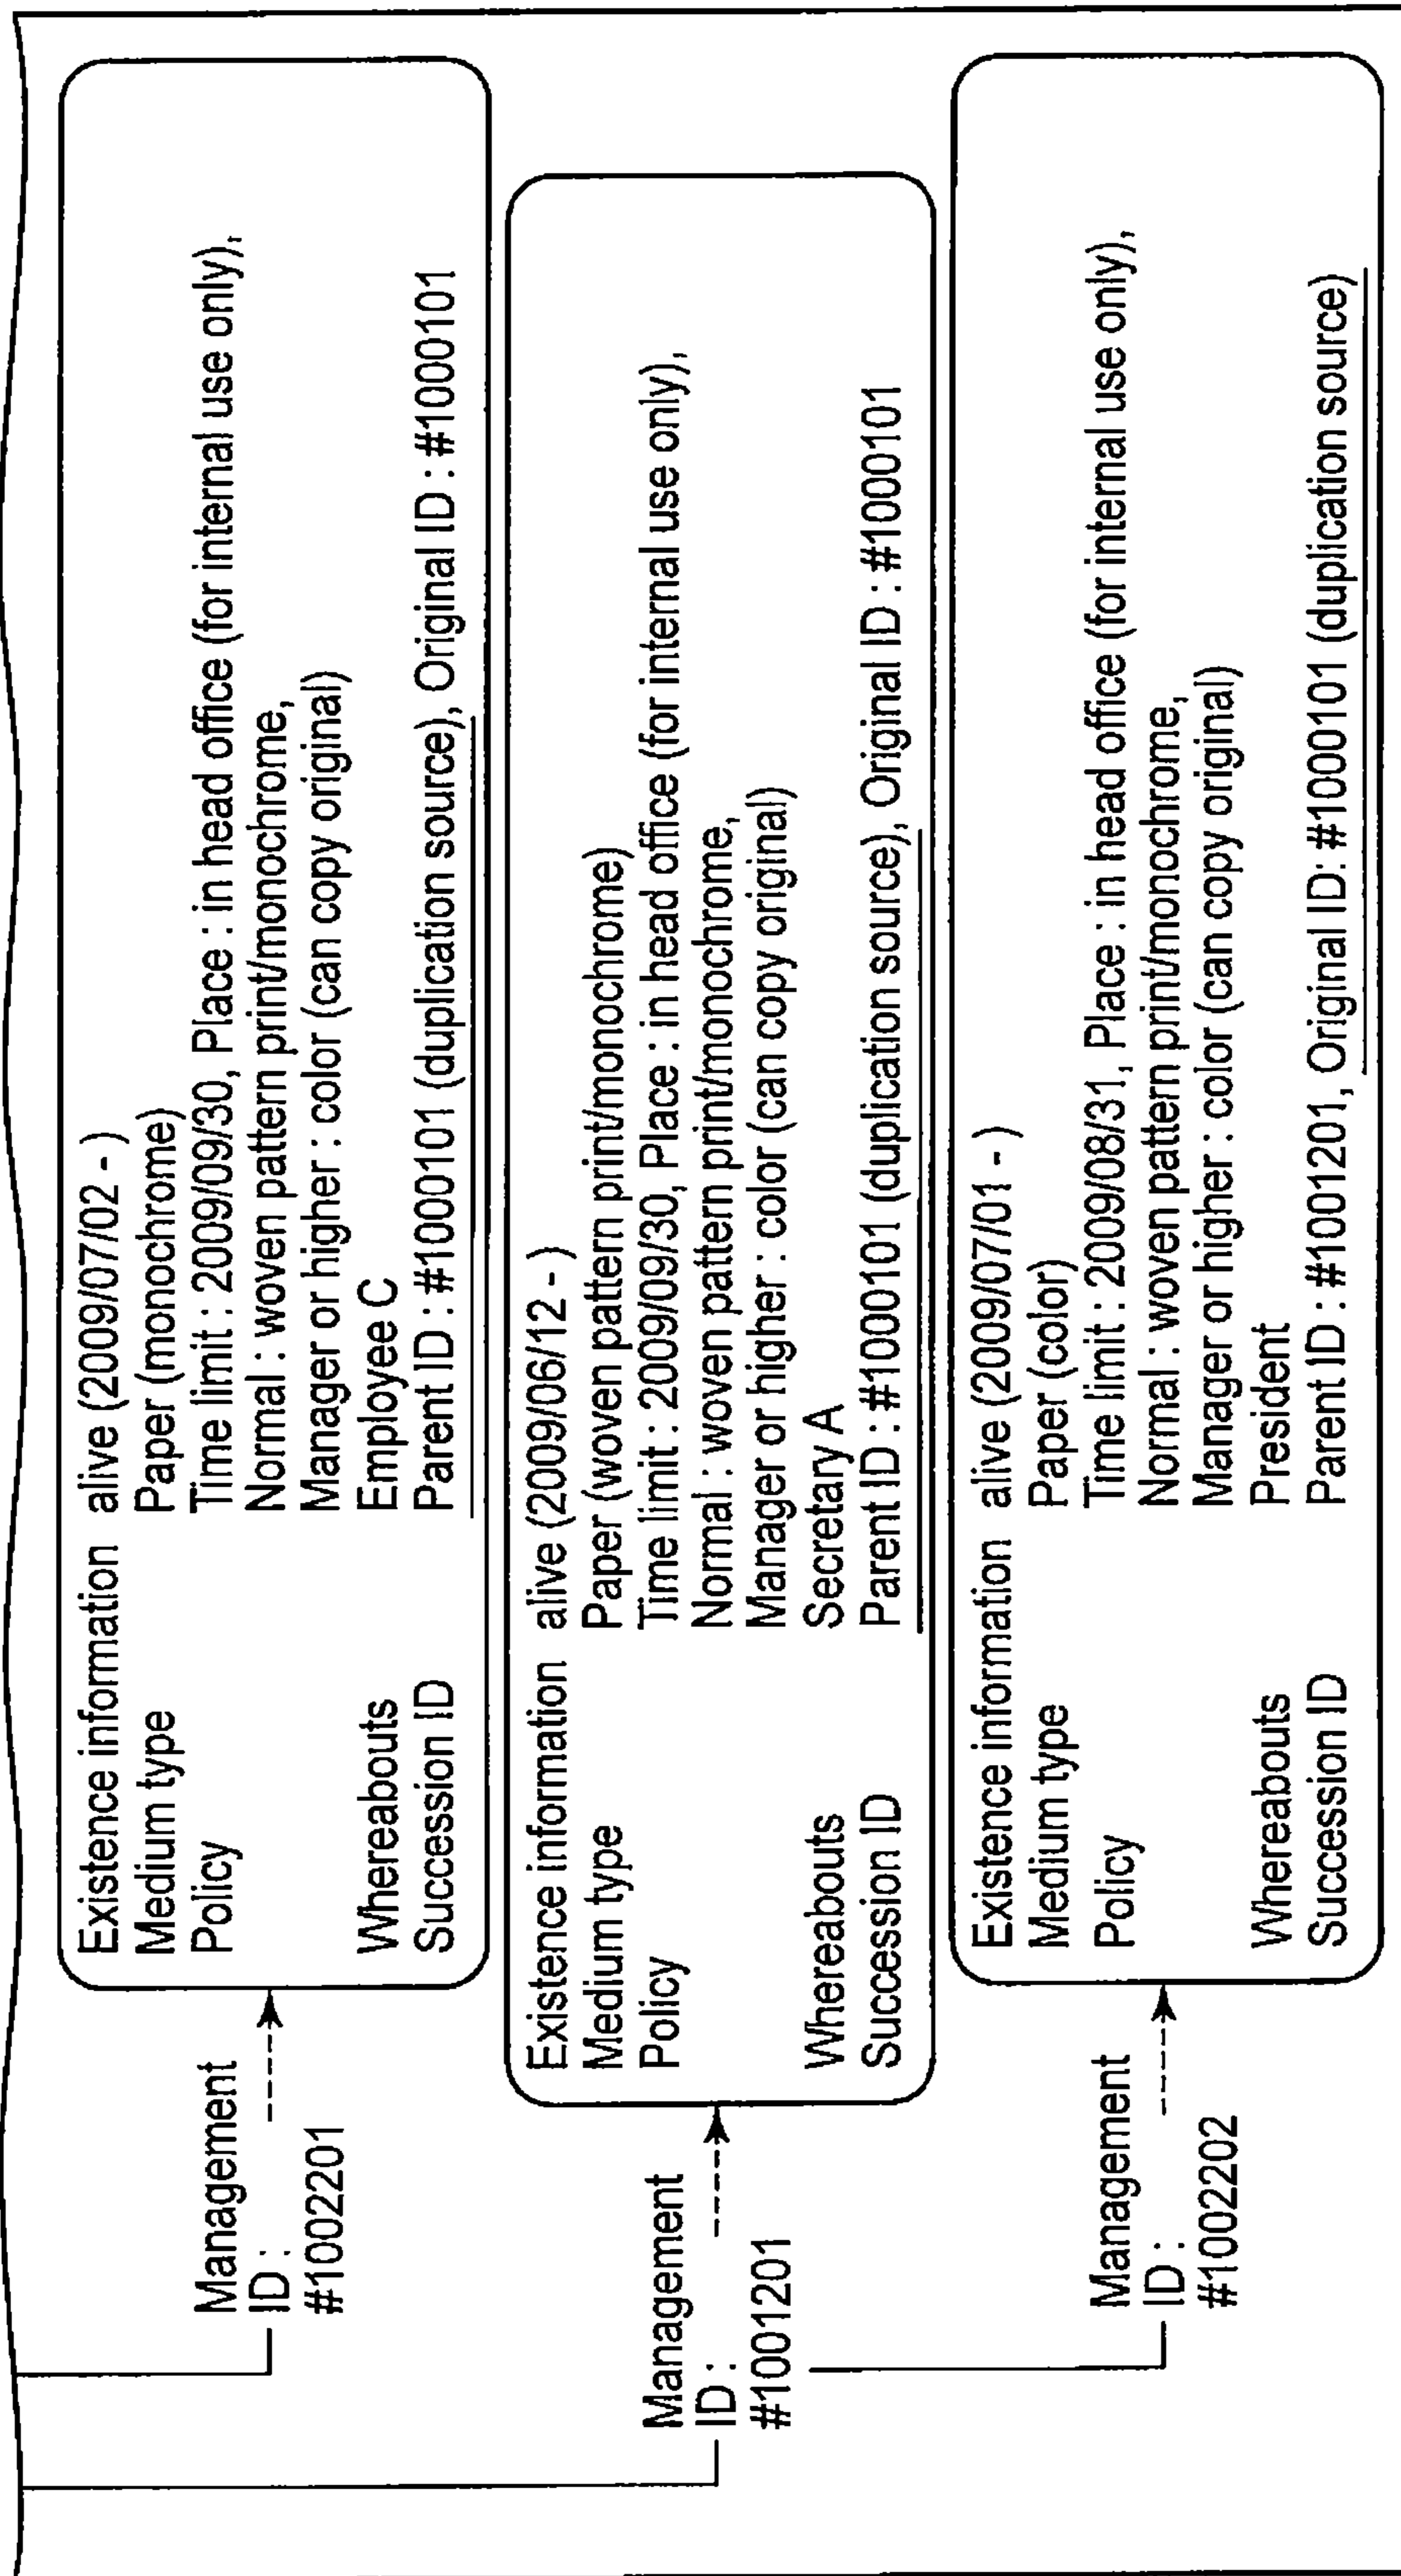 Management
ID :
#1002201
Existence information alive (2009/07/02 - )
Medium type Paper (monochrome)
Policy Time limit : 2009/09/30, Place : in head office (for internal use only),
Normal : woven pattern print/monochrome,
Manager or higher : color (can copy original)
Whereabouts Employee C
Succession ID Parent ID : #1000101 (duplication source), Original ID : #1000101
Management
ID :
#1001201
Existence information alive (2009/06/12 - )
Medium type Paper (woven pattern print/monochrome)
Policy Time limit : 2009/09/30, Place : in head office (for internal use only),
Normal : woven pattern print/monochrome,
Manager or higher : color (can copy original)
Whereabouts Secretary A
Succession ID Parent ID : #1000101 (duplication source), Original ID : #1000101
Management
ID :
#1002202
Existence information alive (2009/07/01 - )
Medium type Paper (color)
Policy Time limit : 2009/08/31, Place : in head office (for internal use only),
Normal : woven pattern print/monochrome,
Manager or higher : color (can copy original)
Whereabouts President
Succession ID Parent ID : #1001201, Original ID: #1000101 (duplication source)